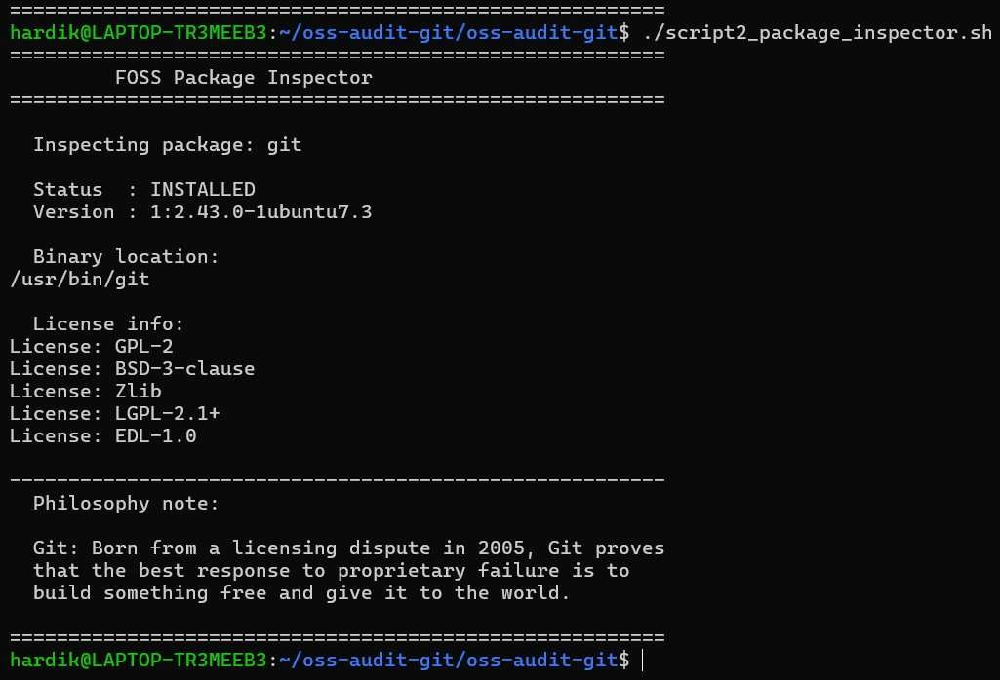 ========================================================
hardik@LAPTOP-TR3MEEB3:~/oss-audit-git/oss-audit-git$ ./script2_package_inspector.sh
========================================================
         FOSS Package Inspector
========================================================

  Inspecting package: git

  Status  : INSTALLED
  Version : 1:2.43.0-1ubuntu7.3

  Binary location:
/usr/bin/git

  License info:
License: GPL-2
License: BSD-3-clause
License: Zlib
License: LGPL-2.1+
License: EDL-1.0

--------------------------------------------------------
  Philosophy note:

  Git: Born from a licensing dispute in 2005, Git proves
  that the best response to proprietary failure is to
  build something free and give it to the world.

========================================================
hardik@LAPTOP-TR3MEEB3:~/oss-audit-git/oss-audit-git$